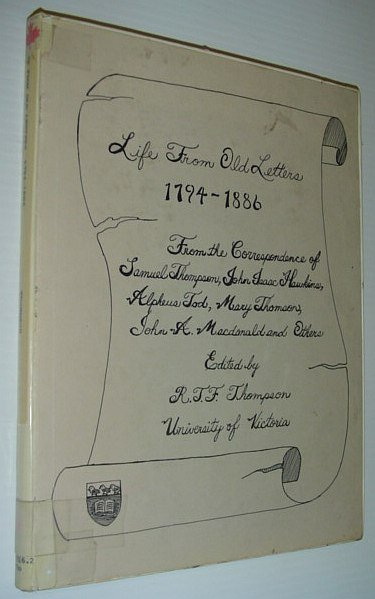 Life From Old Letters
1794-1886
From the Correspondence of
Samuel Thompson, John Isaac Hawkins,
Alpheus Tod, Mary Thomson,
John A. Macdonald and Others
Edited by
R.T.F. Thompson
University of Victoria